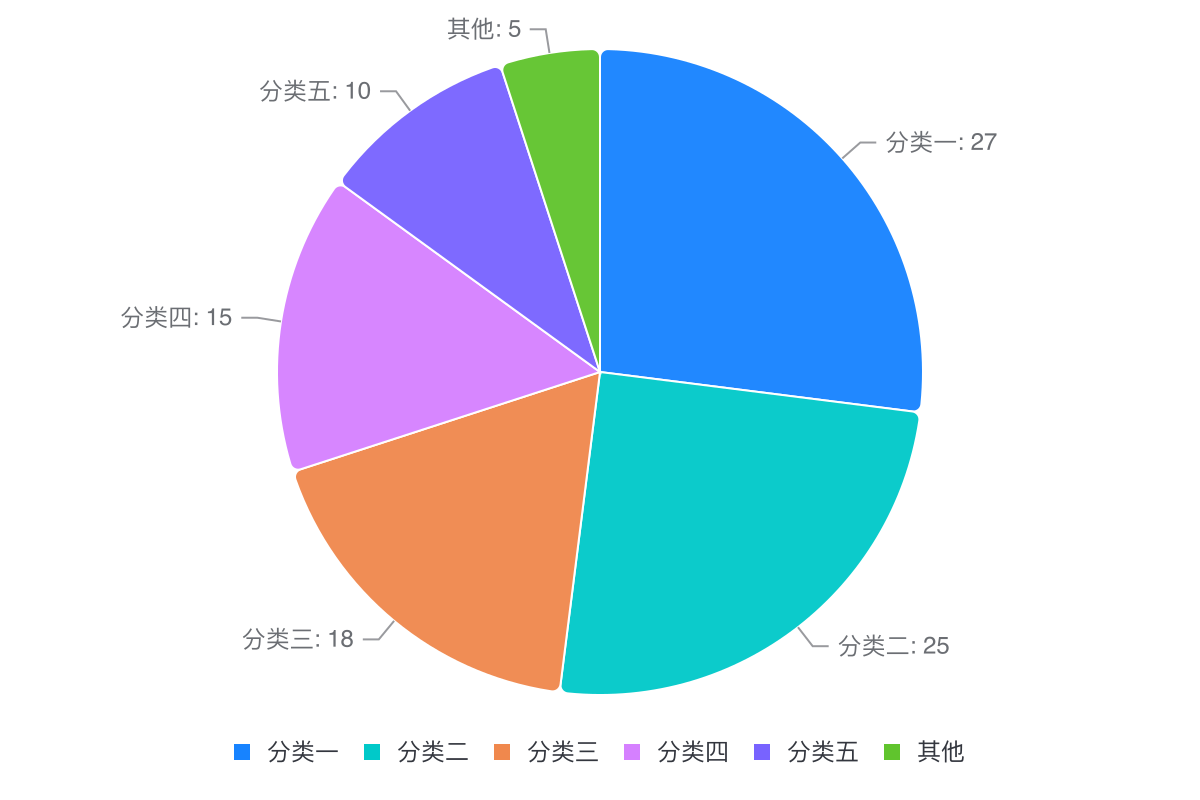 其他: 5
分类五: 10
分类一: 27
分类四: 15
分类三: 18
分类二: 25
分类一 分类二 分类三 分类四 分类五 其他